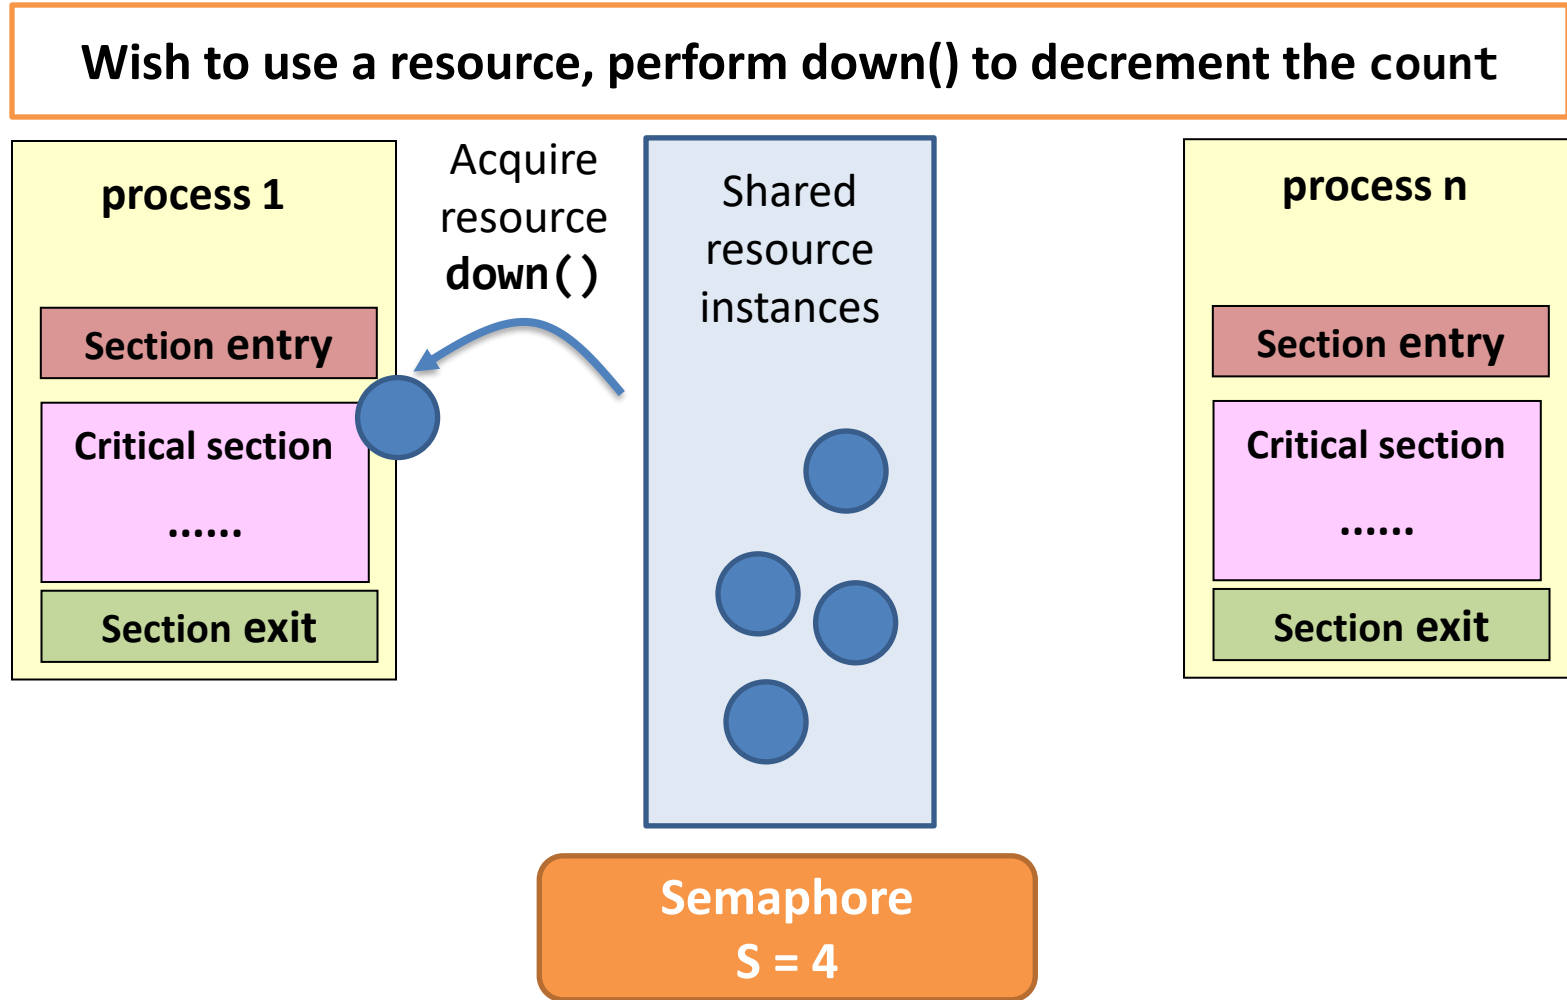 Wish to use a resource, perform down() to decrement the count
process 1
Section entry
Critical section
......
Section exit
Acquire
resource
down()
Shared
resource
instances
process n
Section entry
Critical section
......
Section exit
Semaphore
S = 4